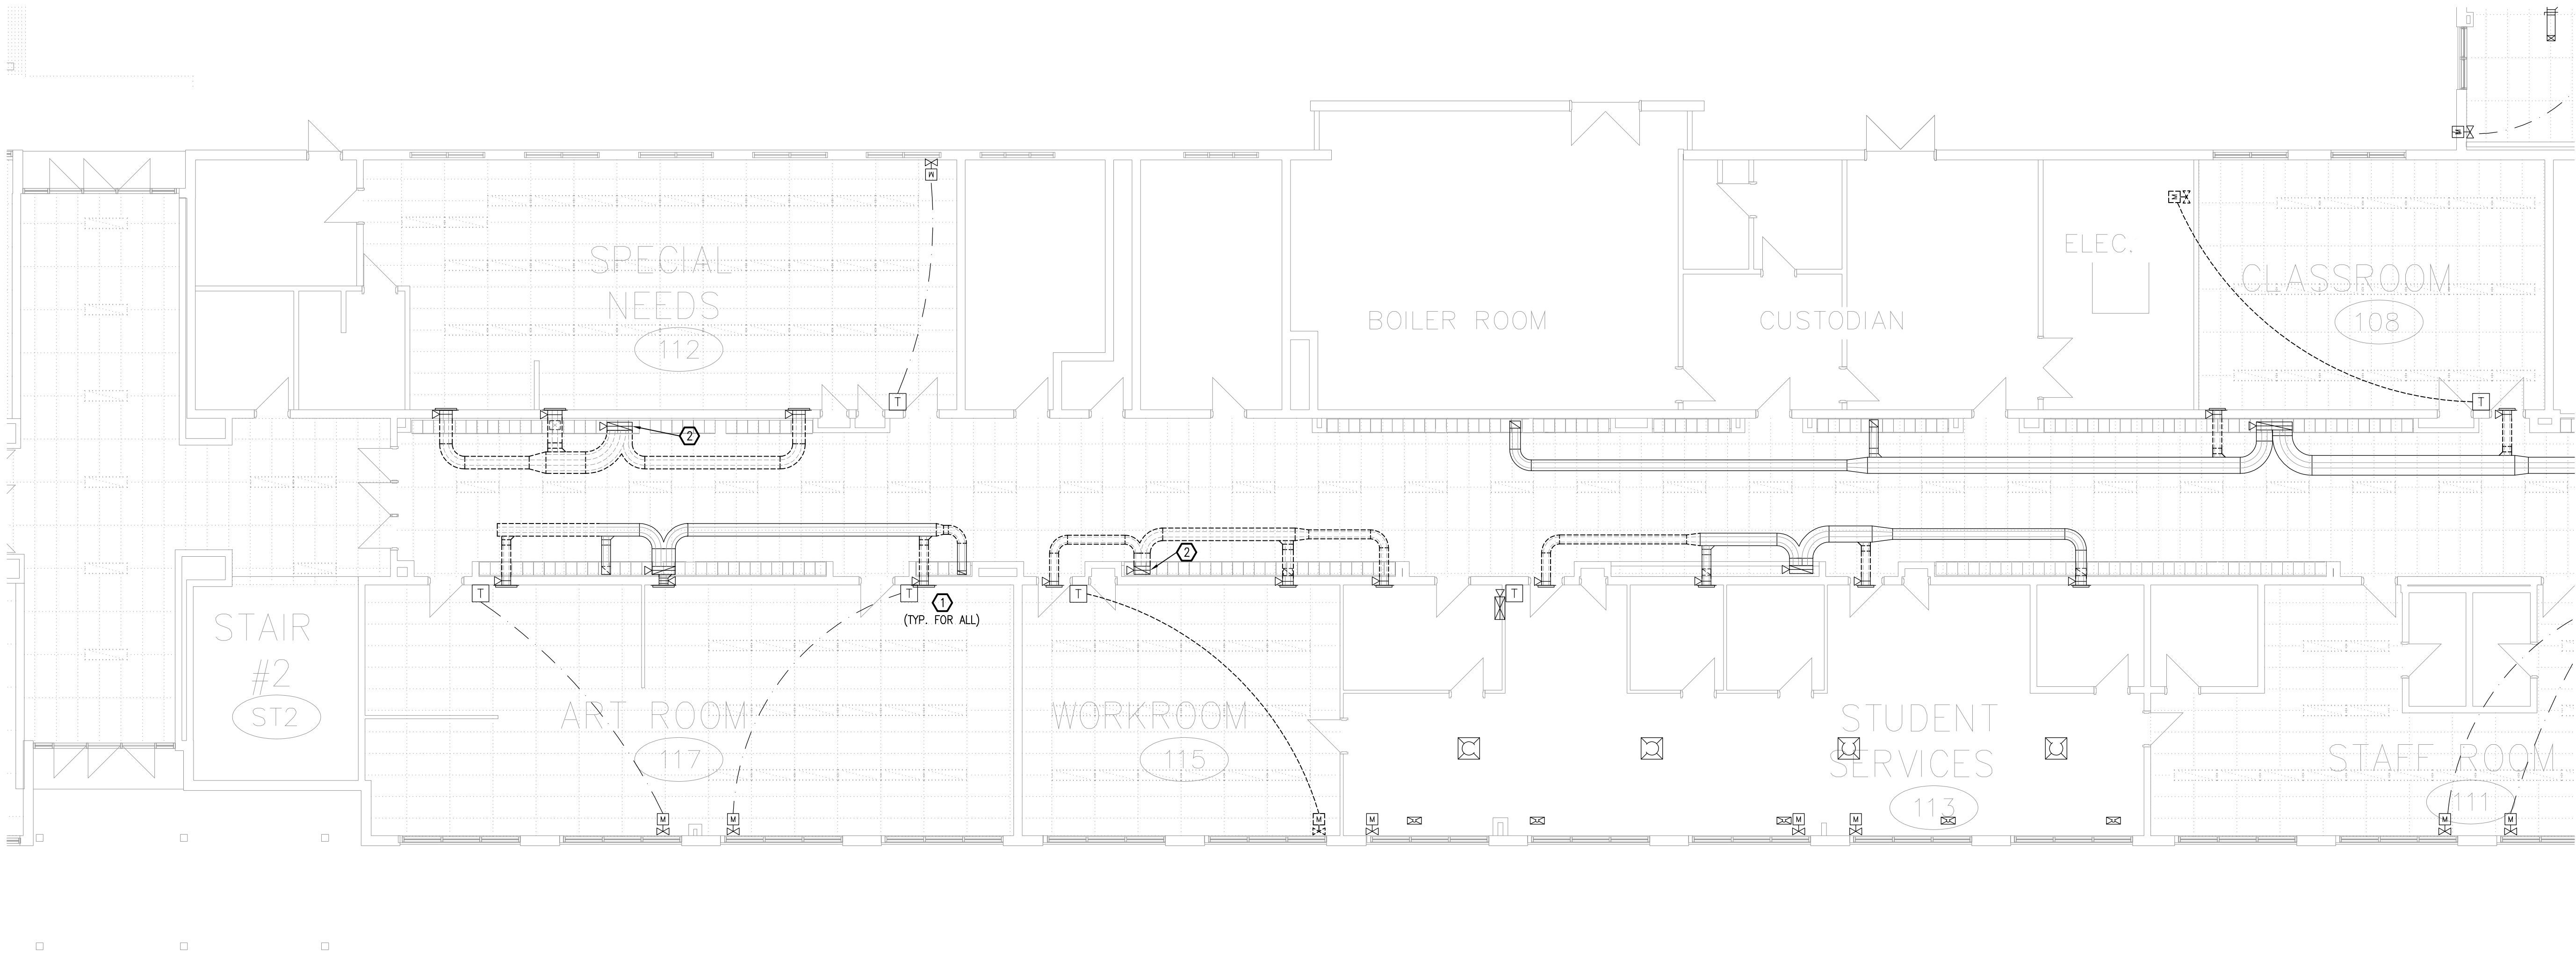 M
M
M
SPECIAL
NEEDS
112
ELEC.
CLASSROOM
108
BOILER ROOM
CUSTODIAN
T
T
2
2
T
T
T
T
1
(TYP. FOR ALL)
STAIR
#2
ST2
ART ROOM
117
WORKROOM
115
STUDENT
SERVICES
113
STAFF ROOM
111
M
M
M
M
M
M
M
M